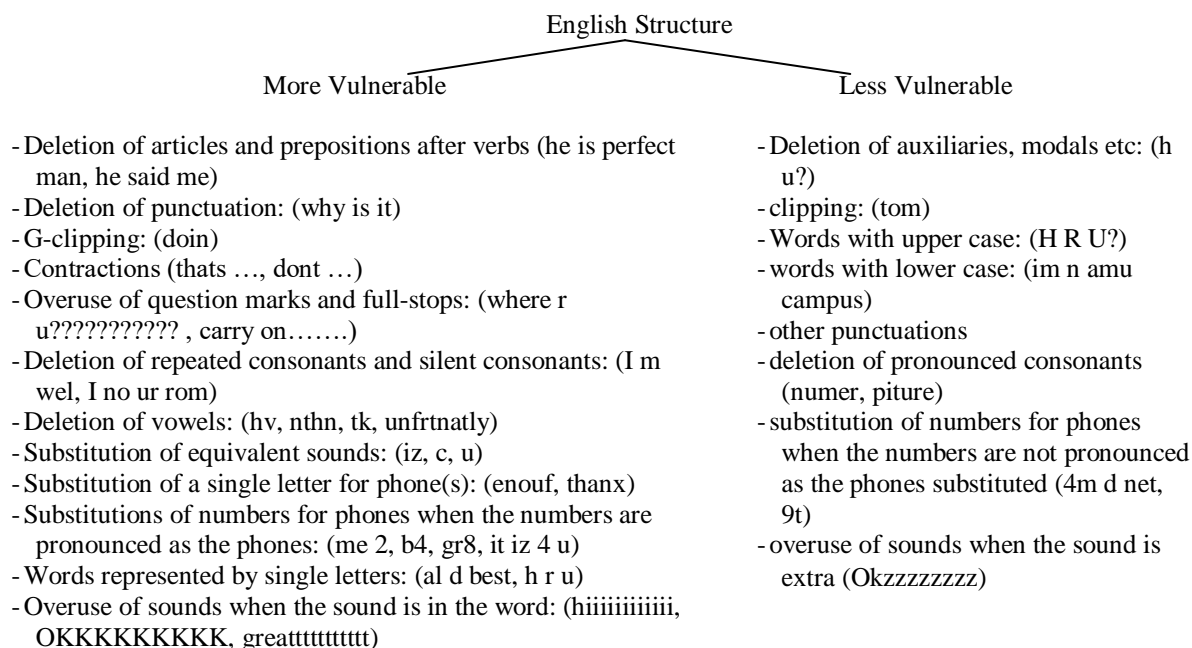 English Structure
More Vulnerable
Less Vulnerable
-Deletion of articles and prepositions after verbs (he is perfect
man, he said me)
-Deletion of punctuation: (why is it)
-G-clipping: (doin)
-Contractions (thats …, dont …)
-Overuse of question marks and full-stops: (where r
u??????????? , carry on…….)
-Deletion of repeated consonants and silent consonants: (I m
wel, I no ur rom)
-Deletion of vowels: (hv, nthn, tk, unfrtnatly)
-Substitution of equivalent sounds: (iz, c, u)
-Substitution of a single letter for phone(s): (enouf, thanx)
-Substitutions of numbers for phones when the numbers are
pronounced as the phones: (me 2, b4, gr8, it iz 4 u)
-Words represented by single letters: (al d best, h r u)
-Overuse of sounds when the sound is in the word: (hiiiiiiiiiiiii,
OKKKKKKKKK, greattttttttttt)
-Deletion of auxiliaries, modals etc: (h
u?)
-clipping: (tom)
-Words with upper case: (H R U?)
-words with lower case: (im n amu
campus)
-other punctuations
-deletion of pronounced consonants
(numer, piture)
-substitution of numbers for phones
when the numbers are not pronounced
as the phones substituted (4m d net,
9t)
-overuse of sounds when the sound is
extra (Okzzzzzzzzz)